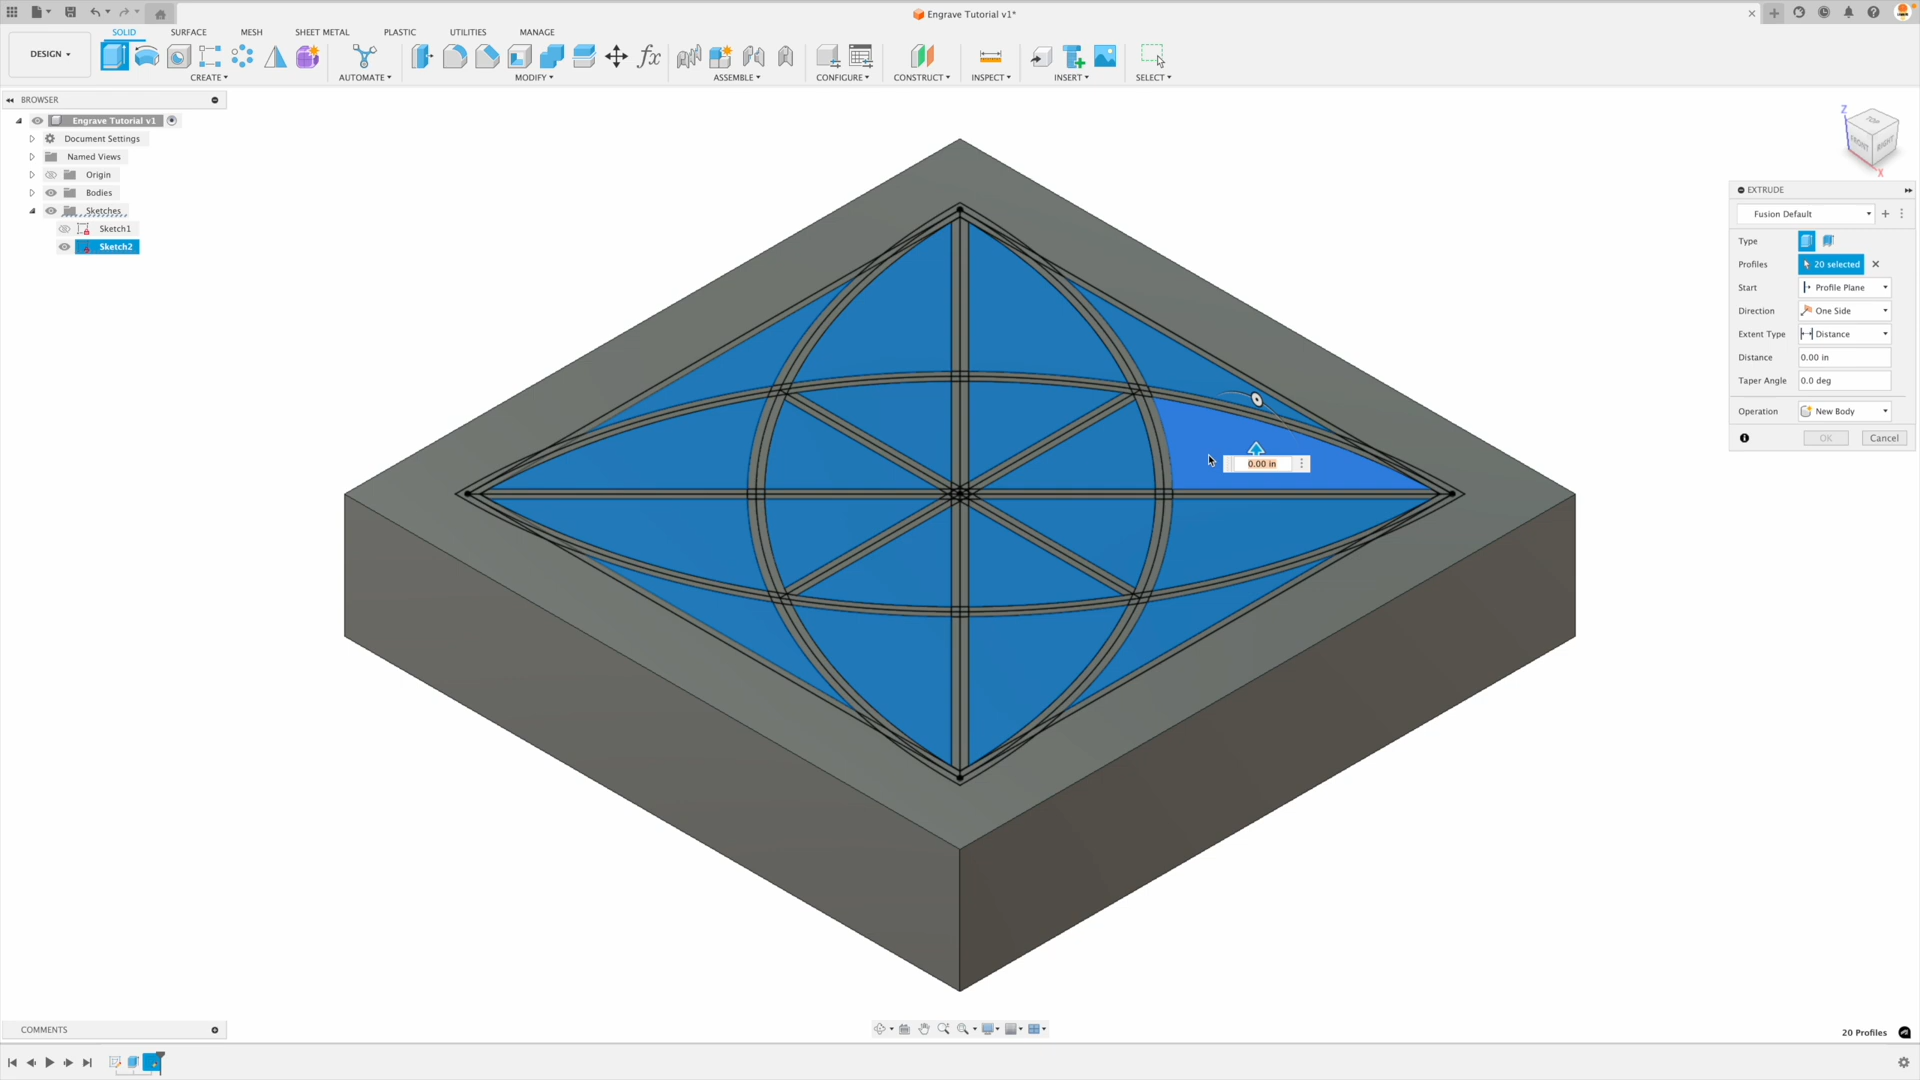 Engrave Tutorial v1*
DESIGN
SOLID SURFACE MESH SHEET METAL PLASTIC UTILITIES MANAGE
CREATE AUTOMATE MODIFY ASSEMBLE CONFIGURE CONSTRUCT INSPECT INSERT SELECT
BROWSER
Engrave Tutorial v1
Document Settings
Named Views
Origin
Bodies
Sketches
Sketch1
Sketch2
Z
TOP
FRONT
RIGHT
X
EXTRUDE
Fusion Default
Type
Profiles 20 selected
Start Profile Plane
Direction One Side
Extent Type Distance
Distance 0.00 in
Taper Angle 0.0 deg
Operation New Body
OK Cancel
0.00 in
COMMENTS
20 Profiles